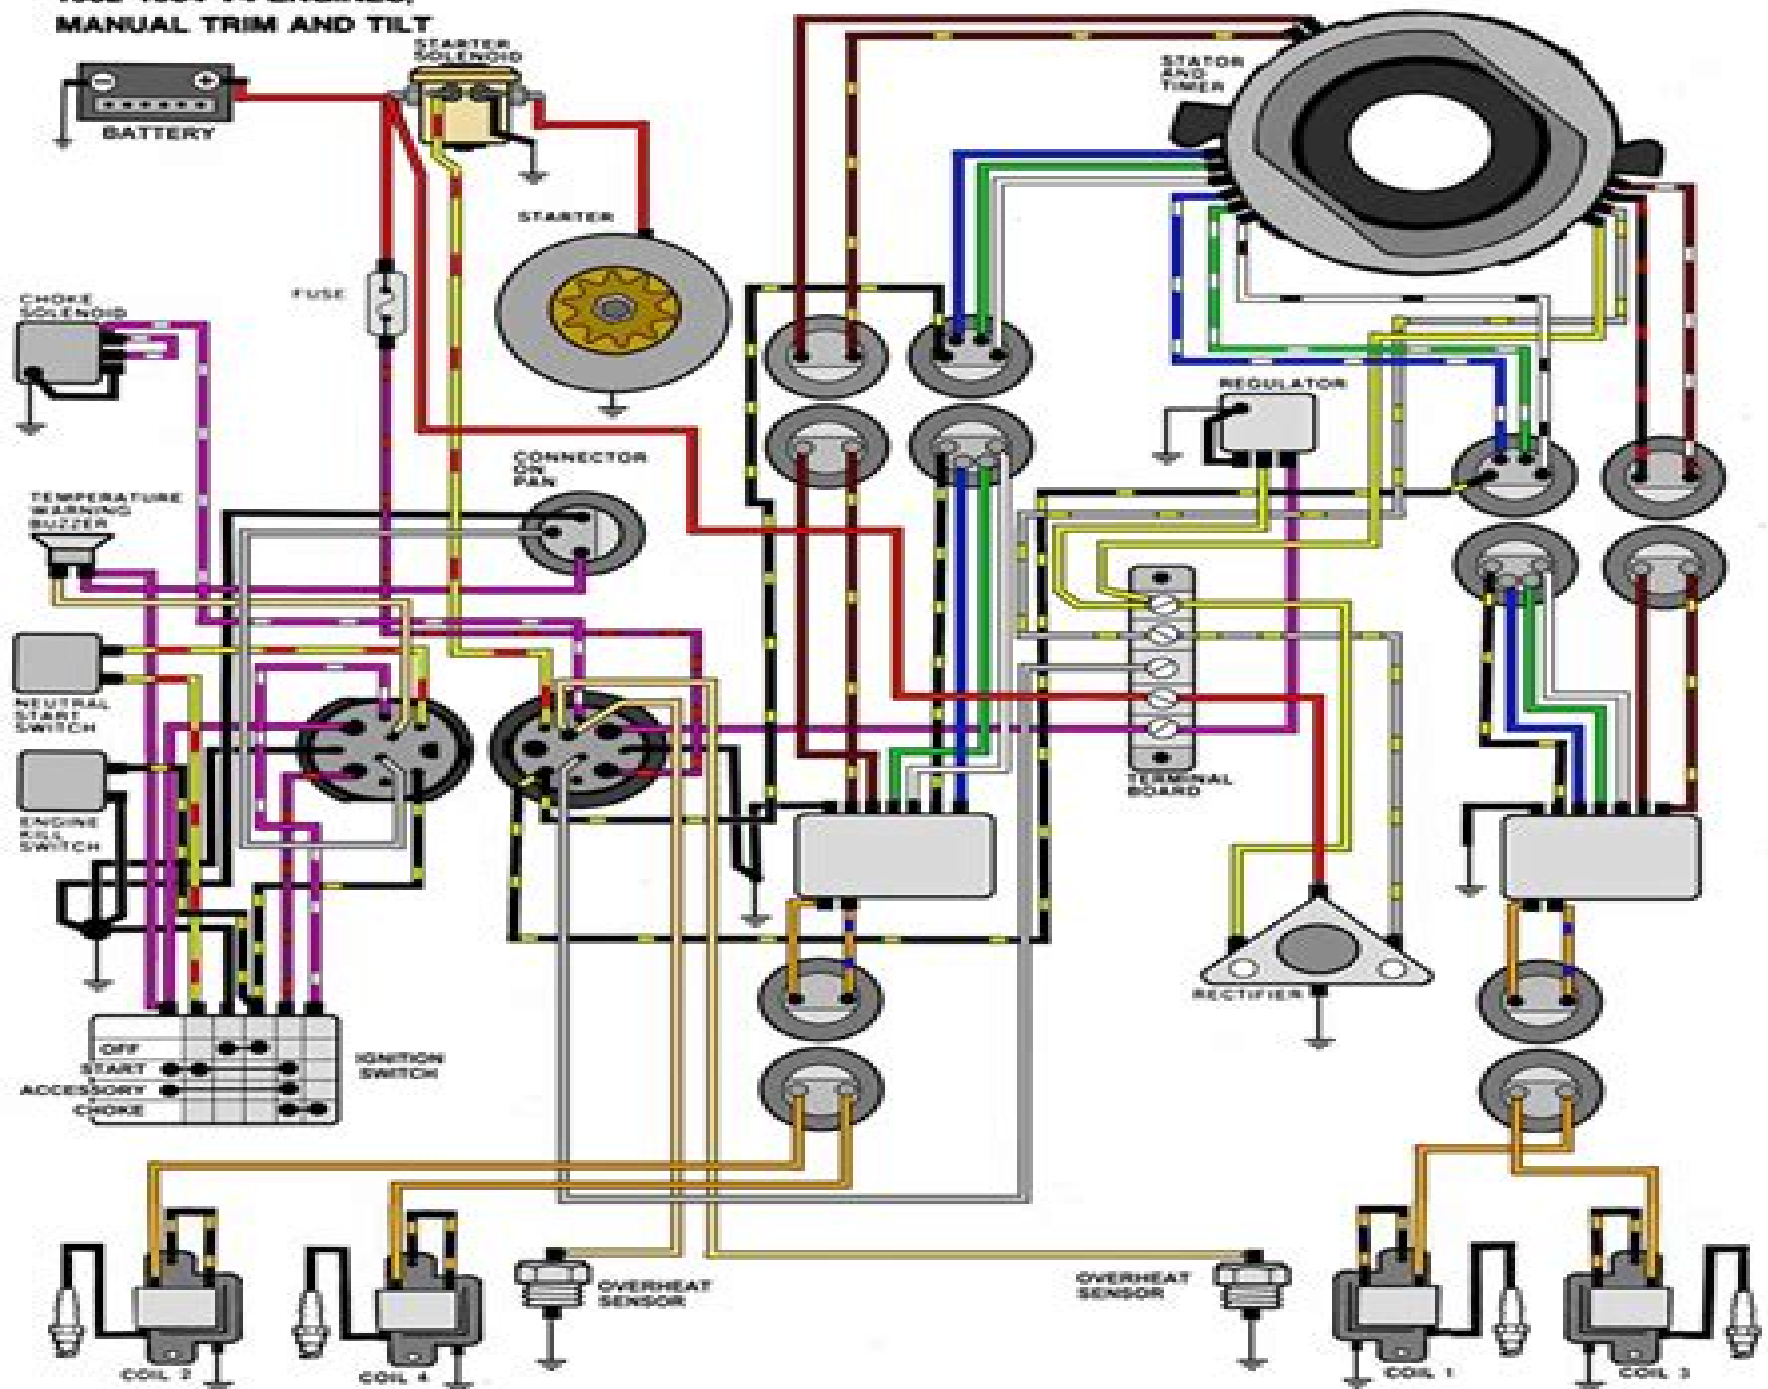 MANUAL TRIM AND TILT
STARTER
SOLENOID
STATOR
AND
TIMER
BATTERY
STARTER
FUSE
CHOKE
SOLENOID
REGULATOR
CONNECTOR
ON
PAN
TEMPERATURE
WARNING
BUZZER
NEUTRAL
START
SWITCH
TERMINAL
BOARD
ENGINE
KILL
SWITCH
RECTIFIER
OFF
START
ACCESSORY
CHOKE
IGNITION
SWITCH
OVERHEAT
SENSOR
OVERHEAT
SENSOR
COIL 2
COIL 4
COIL 1
COIL 3